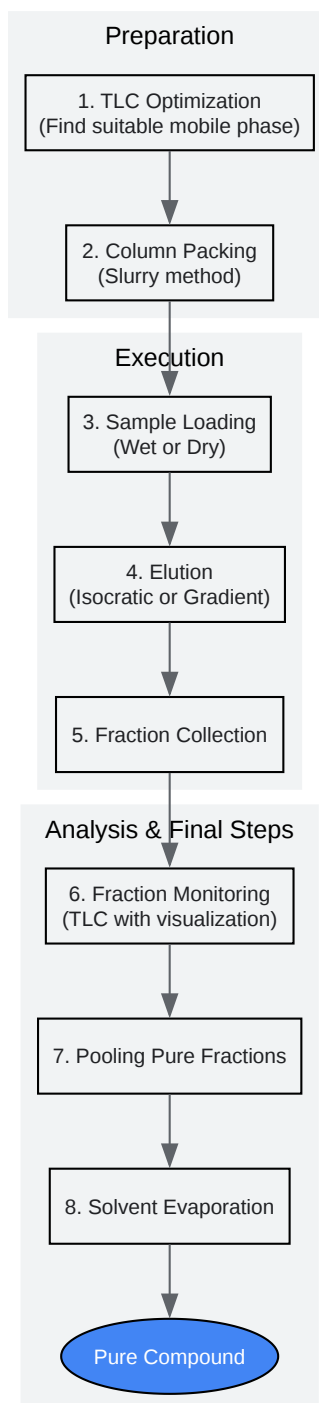 Preparation
1. TLC Optimization
(Find suitable mobile phase)
2. Column Packing
(Slurry method)
Execution
3. Sample Loading
(Wet or Dry)
4. Elution
(Isocratic or Gradient)
5. Fraction Collection
Analysis & Final Steps
6. Fraction Monitoring
(TLC with visualization)
7. Pooling Pure Fractions
8. Solvent Evaporation
Pure Compound